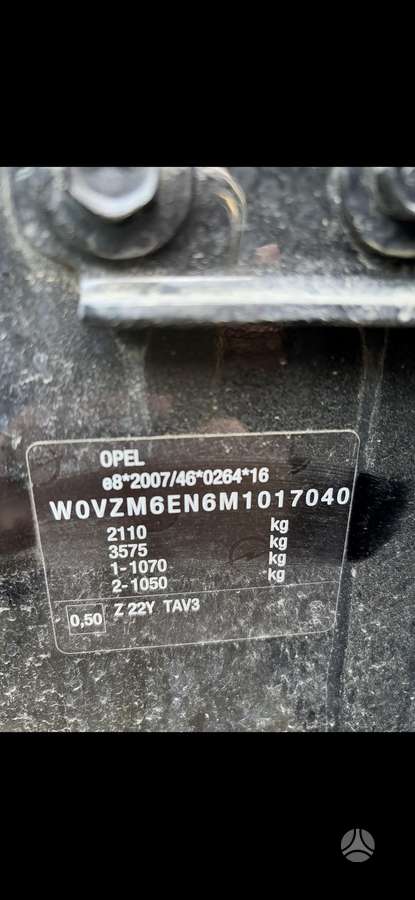 OPEL
e8*2007/46*0264*16
W0VZM6EN6M1017040
2110 kg
3575 kg
1-1070 kg
2-1050 kg
0,50 Z 22Y TAV3